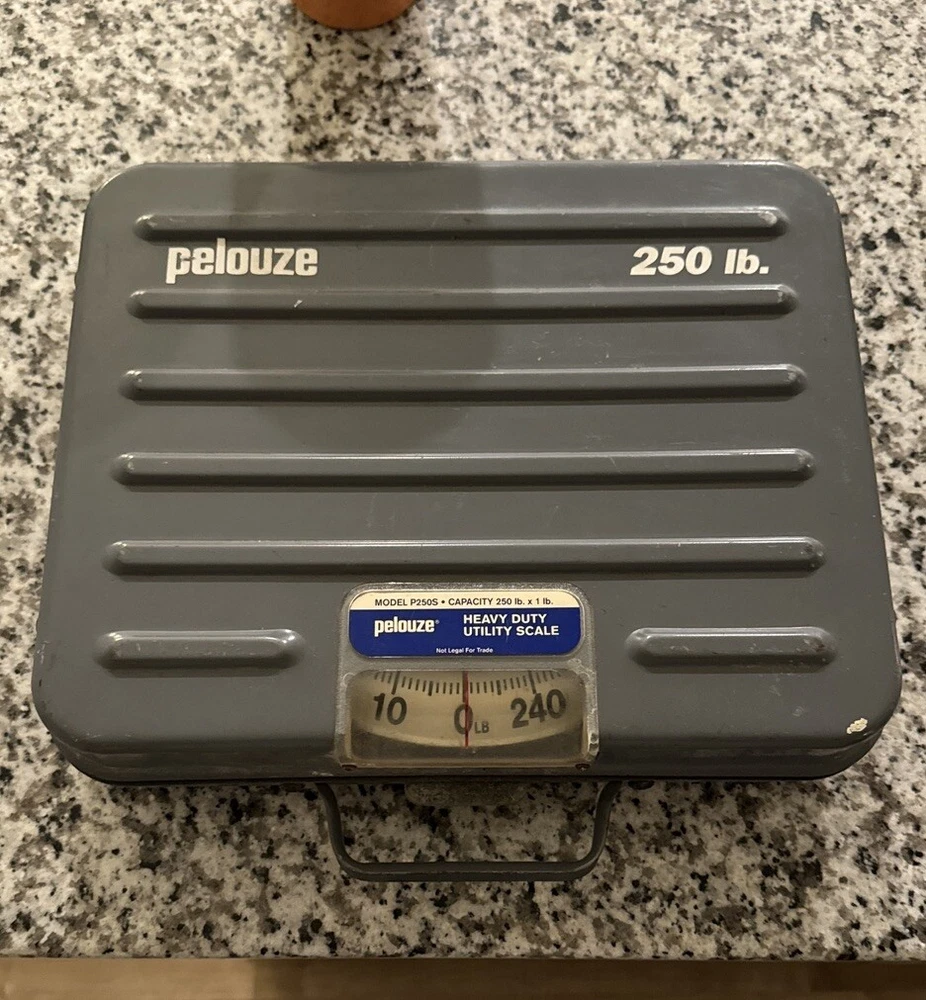 pelouze 250 lb.
MODEL P250S • CAPACITY 250 lb. x 1 lb.
pelouze® HEAVY DUTY
UTILITY SCALE
Not Legal For Trade
10 0 LB 240